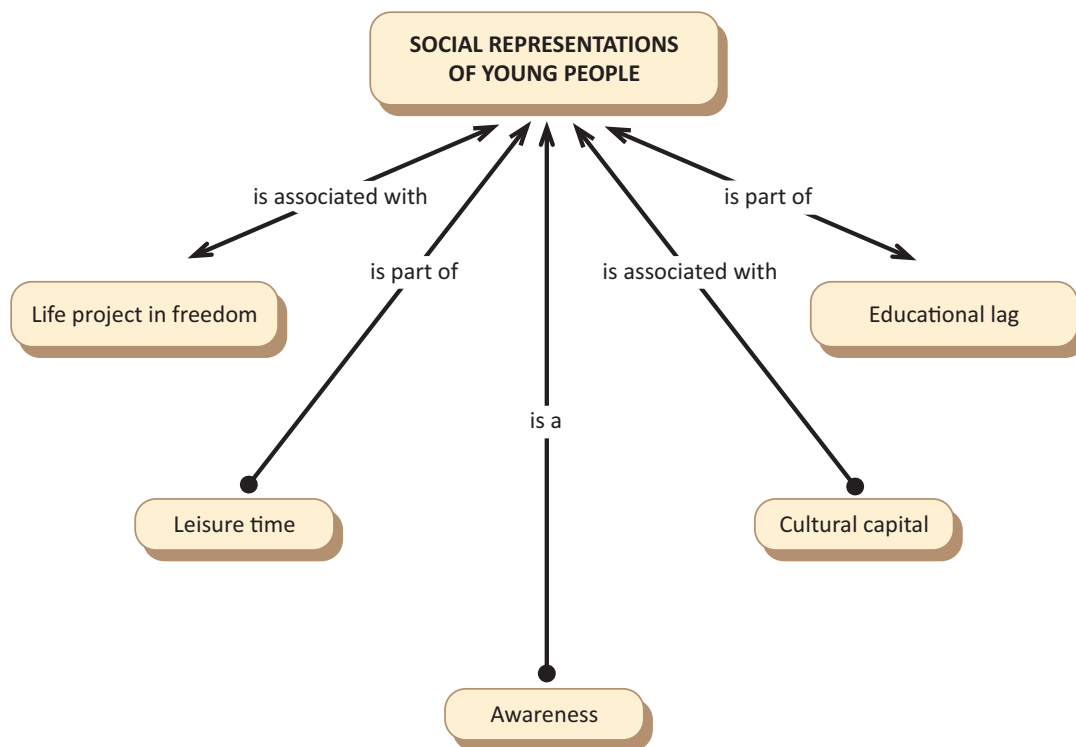 SOCIAL REPRESENTATIONS
OF YOUNG PEOPLE
is associated with
is part of
is part of
is associated with
Life project in freedom
Educational lag
is a
Leisure time
Cultural capital
Awareness